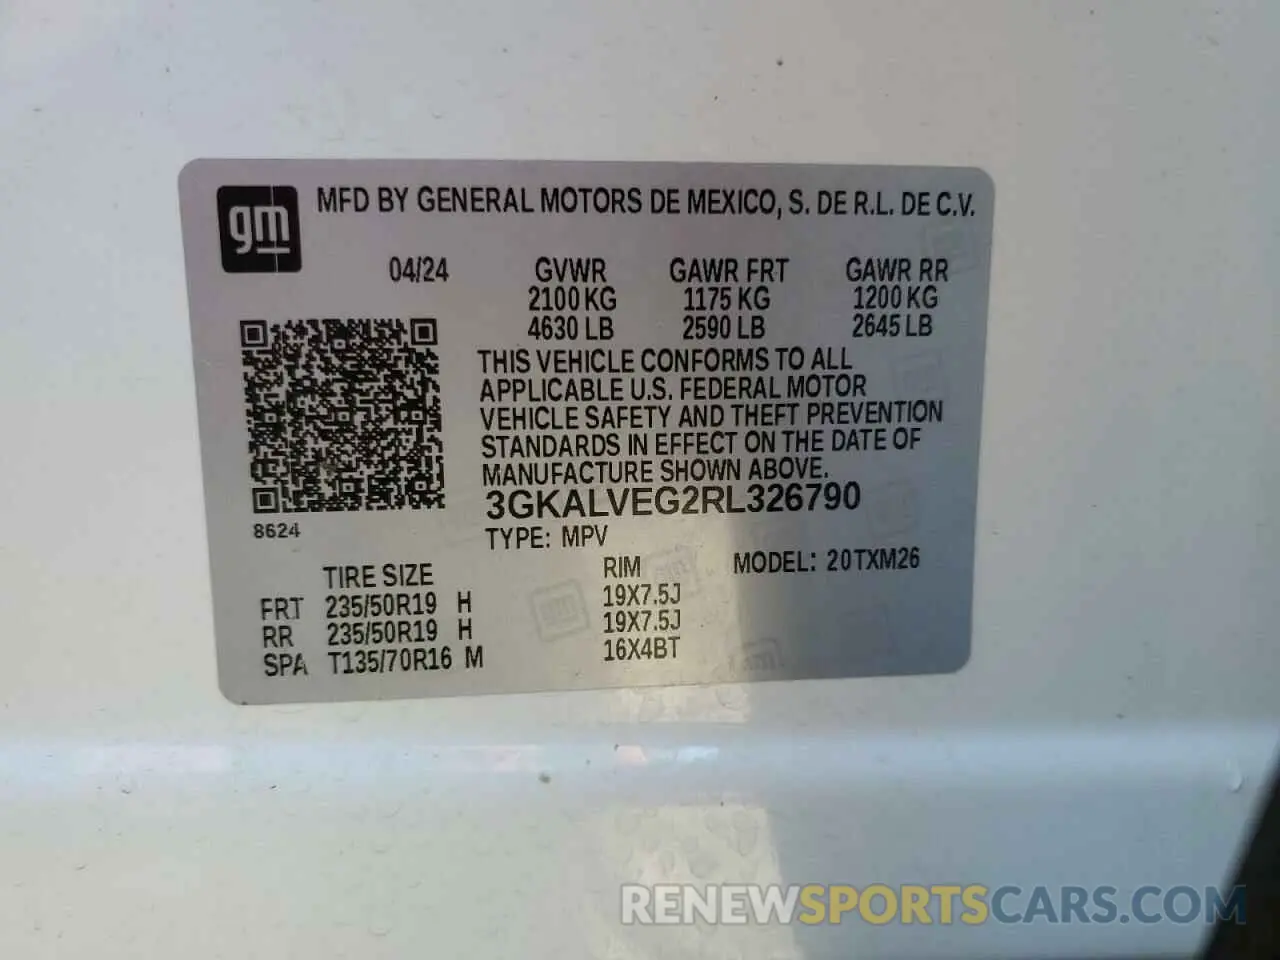 gm MFD BY GENERAL MOTORS DE MEXICO, S. DE R.L. DE C.V.
04/24 GVWR GAWR FRT GAWR RR
2100 KG 1175 KG 1200 KG
4630 LB 2590 LB 2645 LB
THIS VEHICLE CONFORMS TO ALL
APPLICABLE U.S. FEDERAL MOTOR
VEHICLE SAFETY AND THEFT PREVENTION
STANDARDS IN EFFECT ON THE DATE OF
MANUFACTURE SHOWN ABOVE.
3GKALVEG2RL326790
8624 TYPE: MPV
TIRE SIZE RIM MODEL: 20TXM26
FRT 235/50R19 H 19X7.5J
RR 235/50R19 H 19X7.5J
SPA T135/70R16 M 16X4BT
RENEWSPORTSCARS.COM